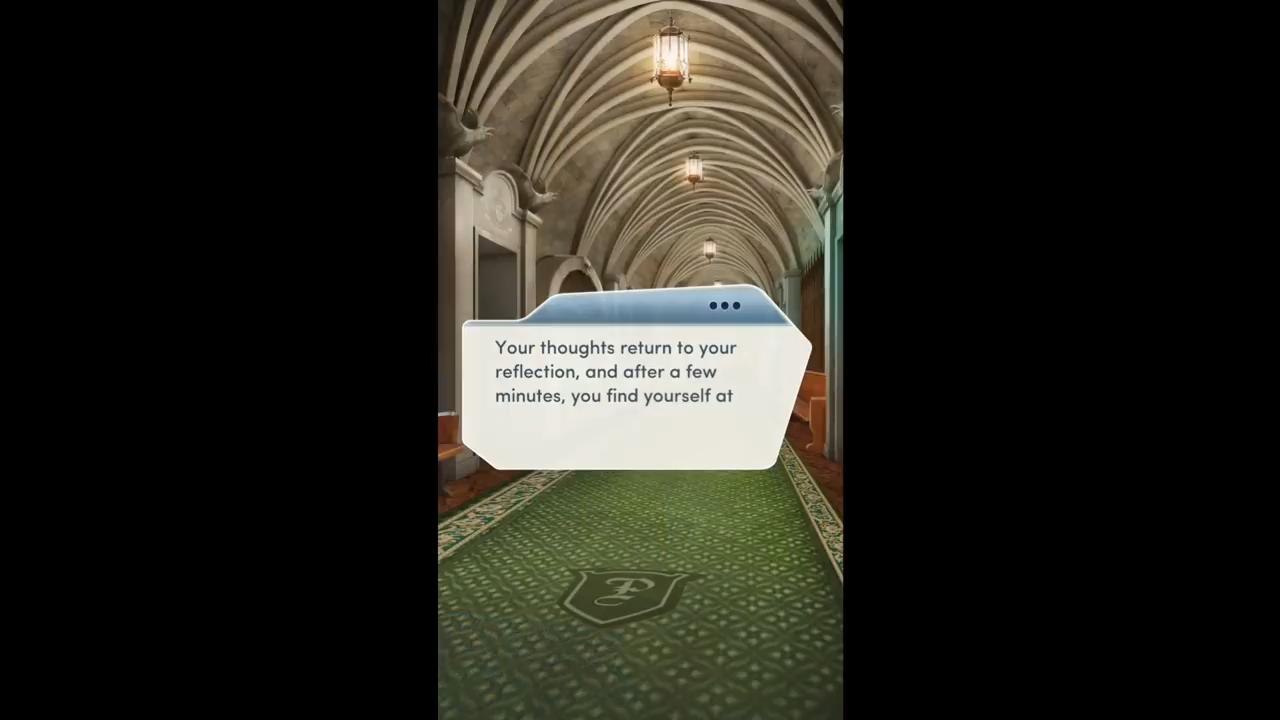 Your thoughts return to your
reflection, and after a few
minutes, you find yourself at
P